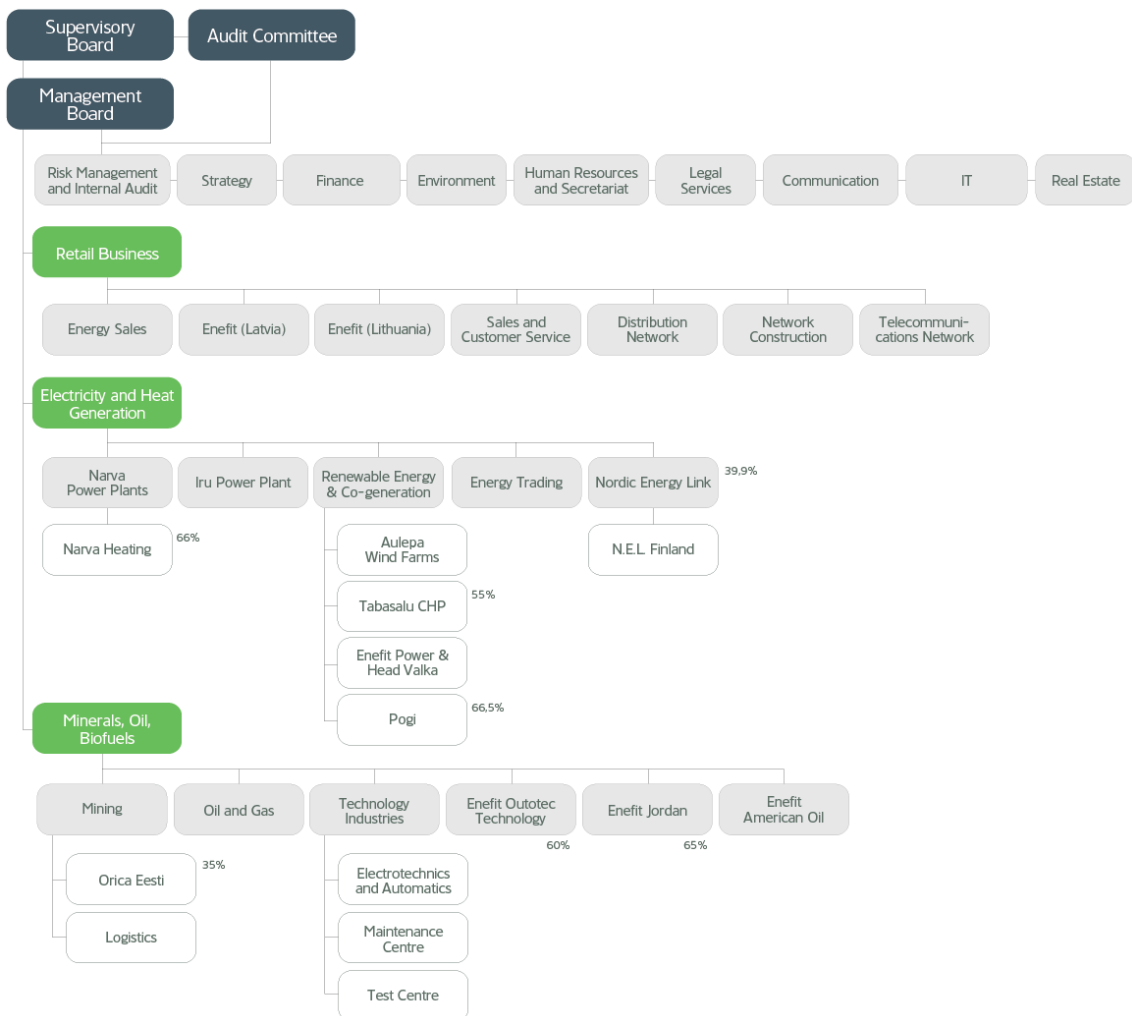 Supervisory
Board
Audit Committee
Management
Board
Risk Management
and Internal Audit
Strategy
Finance
Environment
Human Resources
and Secretariat
Legal
Services
Communication
IT
Real Estate
Retail Business
Energy Sales
Enefit (Latvia)
Enefit (Lithuania)
Sales and
Customer Service
Distribution
Network
Network
Construction
Telecommuni-
cations Network
Electricity and Heat
Generation
Narva
Power Plants
Iru Power Plant
Renewable Energy
& Co-generation
Energy Trading
Nordic Energy Link
39,9%
Narva Heating
66%
Aulepa
Wind Farms
N.E.L. Finland
Tabasalu CHP
55%
Enefit Power &
Head Valka
Pogi
66,5%
Minerals, Oil,
Biofuels
Mining
Oil and Gas
Technology
Industries
Enefit Outotec
Technology
60%
Enefit Jordan
65%
Enefit
American Oil
Orica Eesti
35%
Logistics
Electrotechnics
and Automatics
Maintenance
Centre
Test Centre